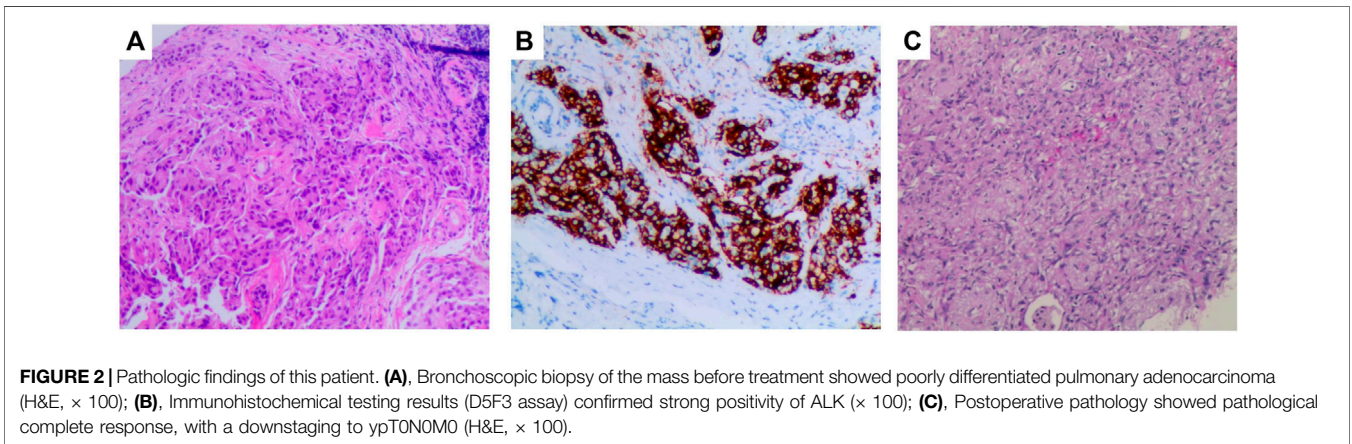 A
B
C
FIGURE 2 | Pathologic findings of this patient. (A), Bronchoscopic biopsy of the mass before treatment showed poorly differentiated pulmonary adenocarcinoma
(H&E, × 100); (B), Immunohistochemical testing results (D5F3 assay) confirmed strong positivity of ALK (× 100); (C), Postoperative pathology showed pathological
complete response, with a downstaging to ypT0N0M0 (H&E, × 100).